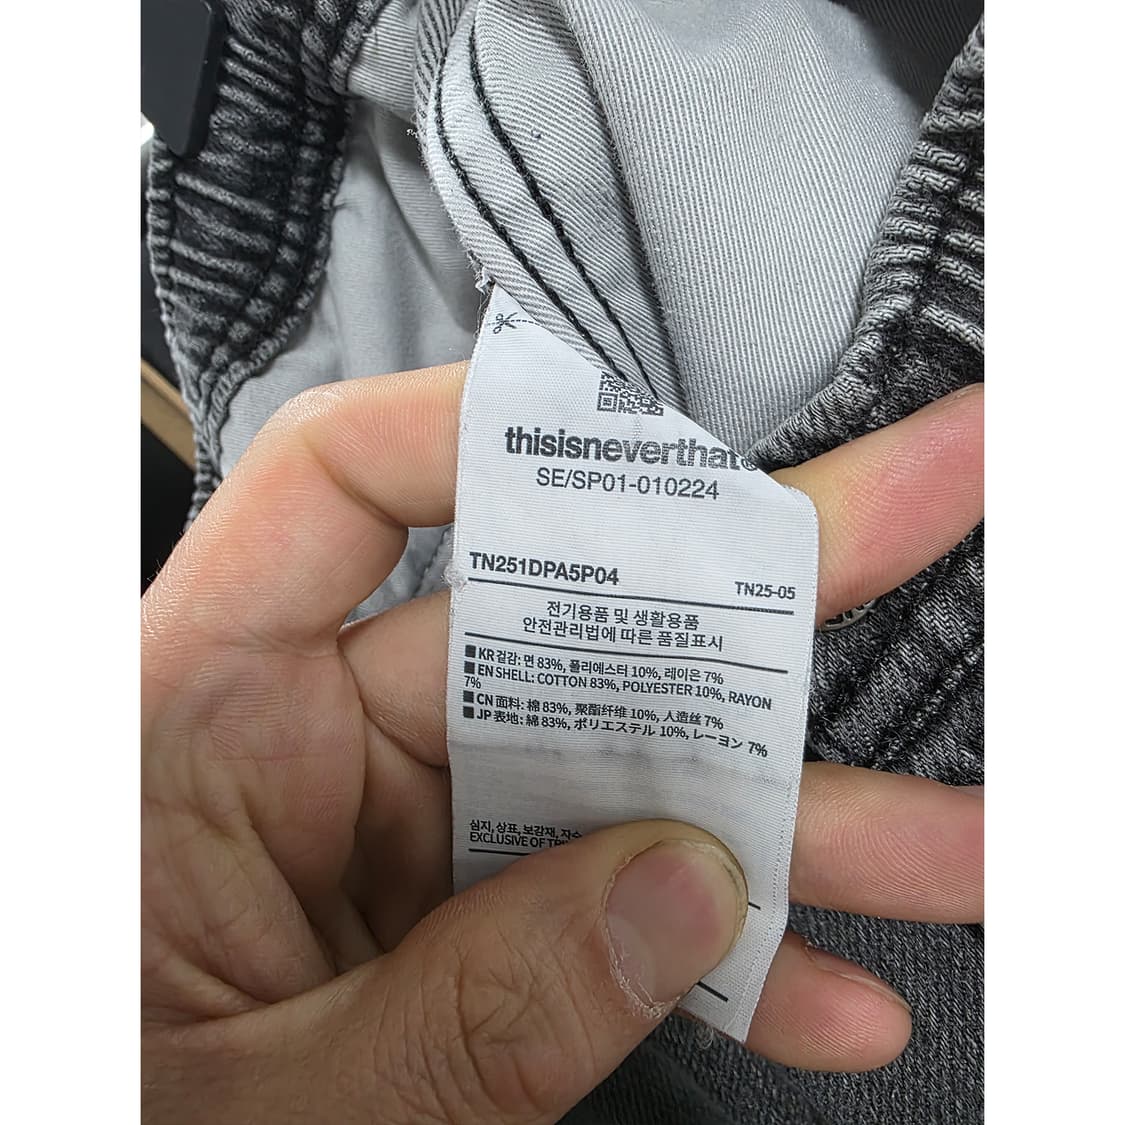 thisisneverthat®
SE/SP01-010224
TN251DPA5P04
TN25-05
전기용품 및 생활용품
안전관리법에 따른 품질표시
■ KR 겉감: 면 83%, 폴리에스터 10%, 레이온 7%
■ EN SHELL: COTTON 83%, POLYESTER 10%, RAYON
7%
■ CN 面料: 棉 83%, 聚酯纤维 10%, 人造丝 7%
■ JP 表地: 綿 83%, ポリエステル 10%, レーヨン 7%
심지, 상표, 보강재, 자수
EXCLUSIVE OF